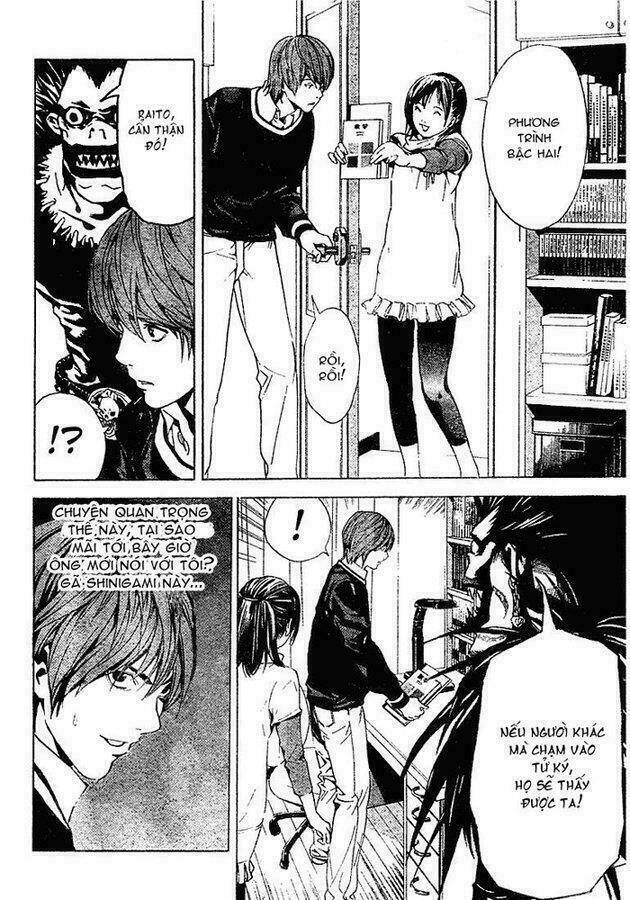 PHƯƠNG
TRÌNH
BẬC HAI!
RỒI,
RỒI!
RAITO,
CẨN THẬN
ĐÓ!
!?
!
NẾU NGƯỜI KHÁC
MÀ CHẠM VÀO
TỬ KÝ,
HỌ SẼ THẤY
ĐƯỢC TA!
CHUYỆN QUAN TRỌNG
THẾ NÀY, TẠI SAO
MÃI TỚI BÂY GIỜ
ÔNG MỚI NÓI VỚI TÔI?
GÃ SHINIGAMI NÀY...